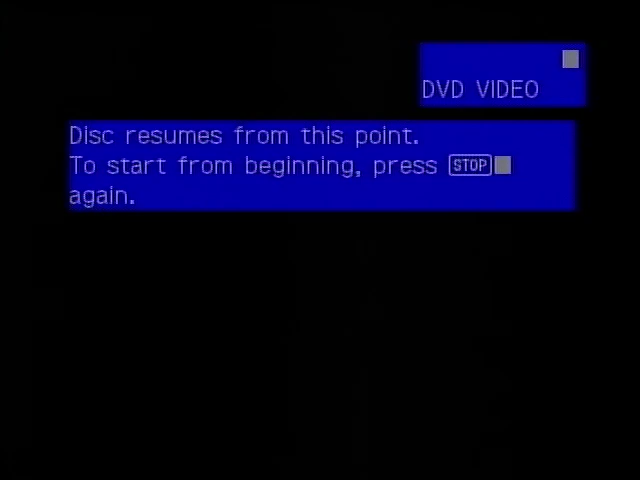 DVD VIDEO
Disc resumes from this point.
To start from beginning, press STOP■
again.